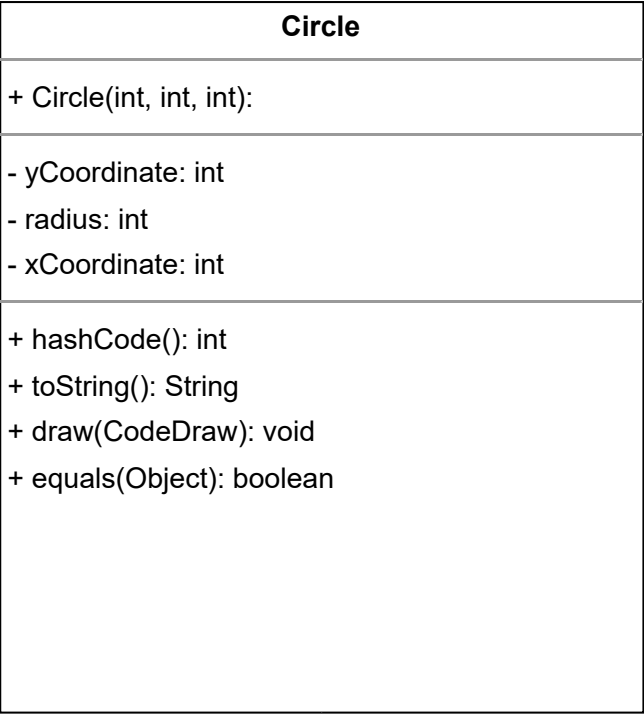 Circle
+ Circle(int, int, int):
- yCoordinate: int
- radius: int
- xCoordinate: int
+ hashCode(): int
+ toString(): String
+ draw(CodeDraw): void
+ equals(Object): boolean